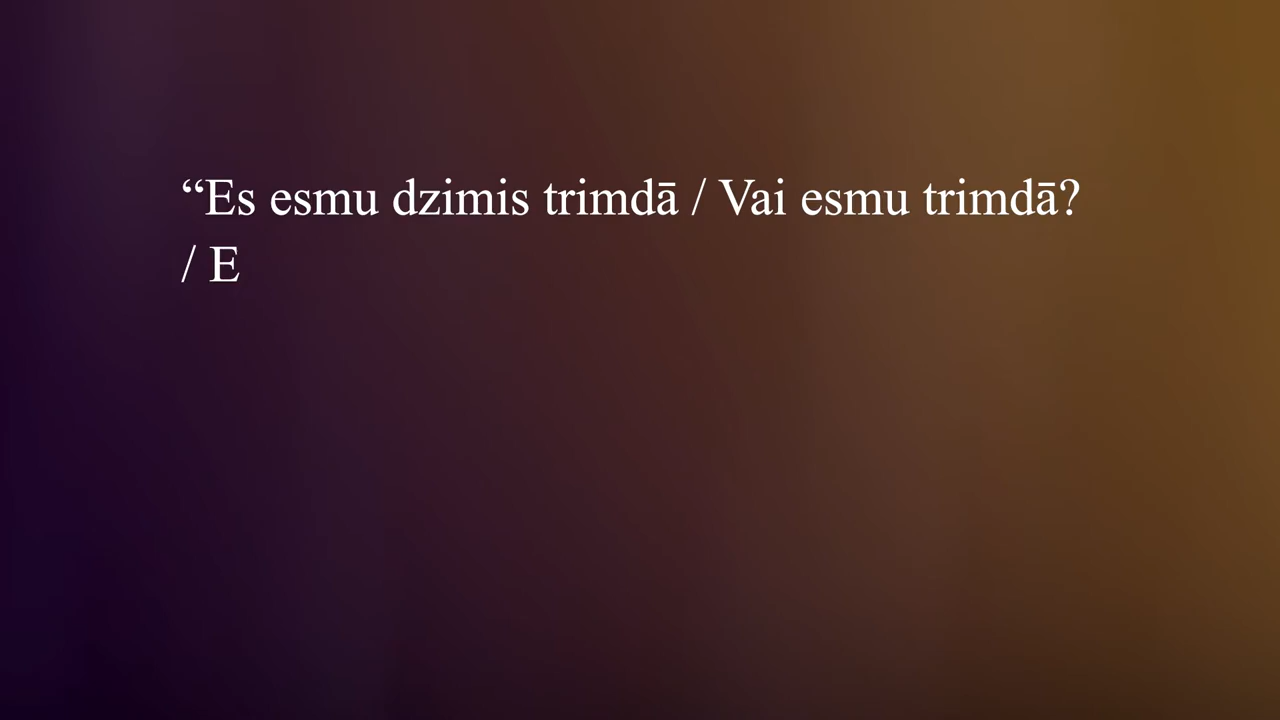 “Es esmu dzimis trimdā / Vai esmu trimdā?
/ E